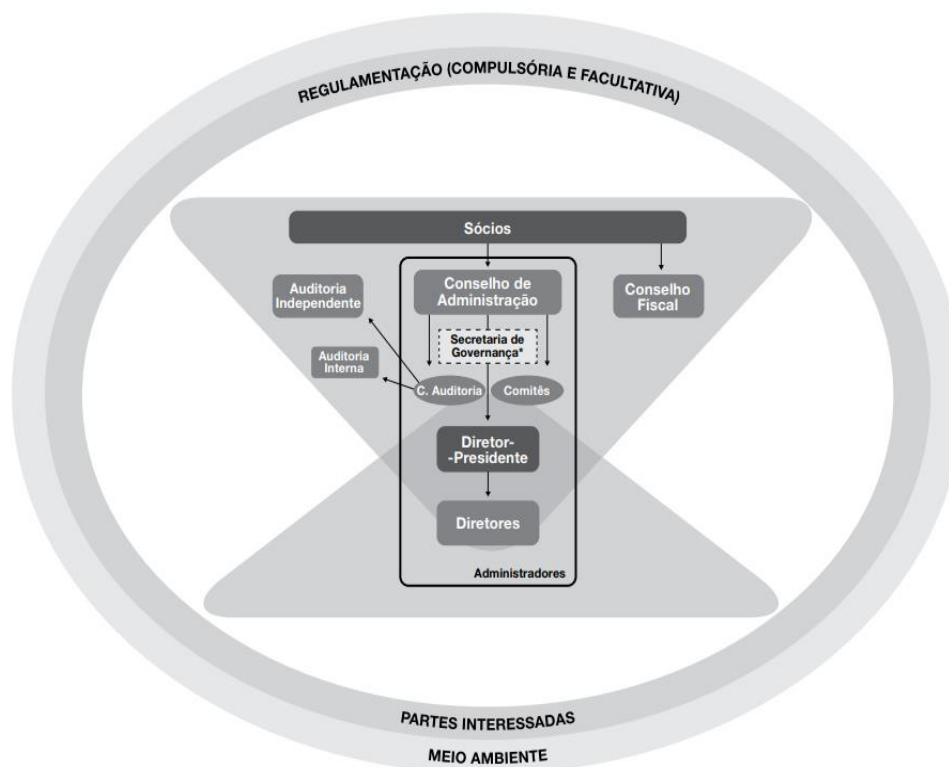 REGULAMENTAÇÃO (COMPULSÓRIA E FACULTATIVA)
Sócios
Auditoria
Independente
Conselho de
Administração
Conselho
Fiscal
Secretaria de
Governança*
Auditoria
Interna
C. Auditoria
Comitês
Diretor-
-Presidente
Diretores
Administradores
PARTES INTERESSADAS
MEIO AMBIENTE